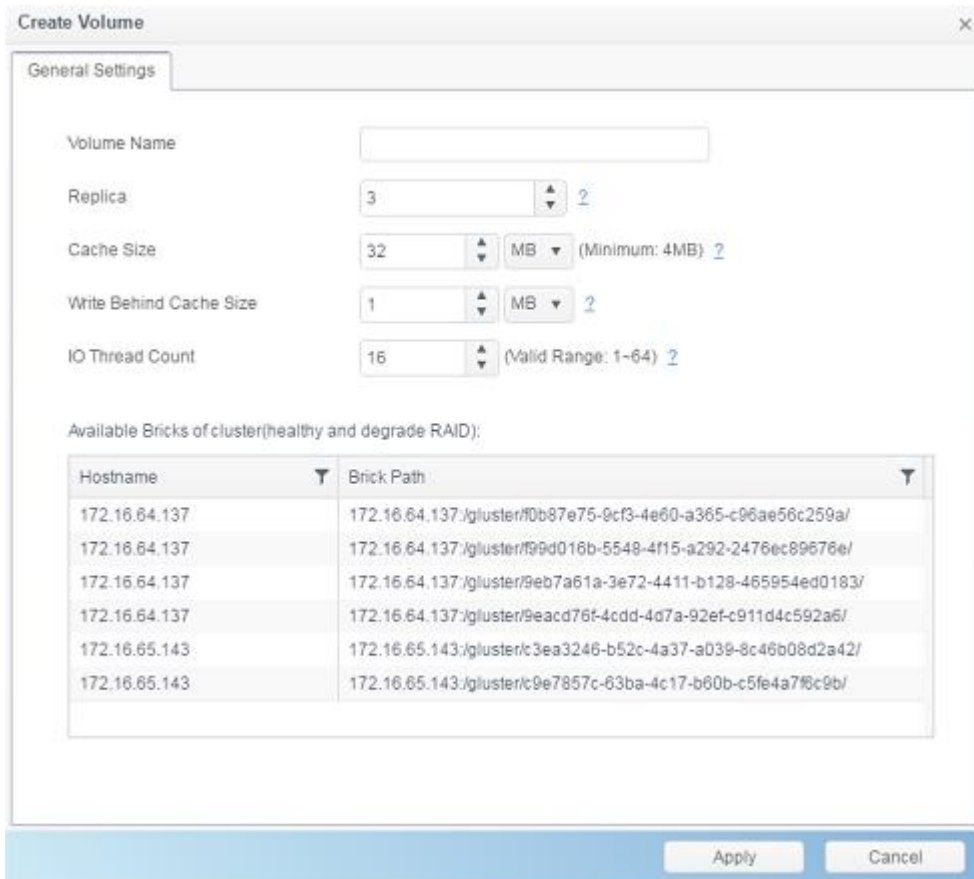 Create Volume ×
General Settings
Volume Name
Replica 3 ?
Cache Size 32 MB (Minimum: 4MB) ?
Write Behind Cache Size 1 MB ?
IO Thread Count 16 (Valid Range: 1~64) ?
Available Bricks of cluster(healthy and degrade RAID):
Hostname Brick Path
172.16.64.137 172.16.64.137:/gluster/f0b87e75-9cf3-4e60-a365-c96ae56c259a/
172.16.64.137 172.16.64.137:/gluster/f99d016b-5548-4f15-a292-2476ec89676e/
172.16.64.137 172.16.64.137:/gluster/9eb7a61a-3e72-4411-b128-465954ed0183/
172.16.64.137 172.16.64.137:/gluster/9eacd76f-4cdd-4d7a-92ef-c911d4c592a6/
172.16.65.143 172.16.65.143:/gluster/c3ea3246-b52c-4a37-a039-8c46b08d2a42/
172.16.65.143 172.16.65.143:/gluster/c9e7857c-63ba-4c17-b60b-c5fe4a7f6c9b/
Apply Cancel